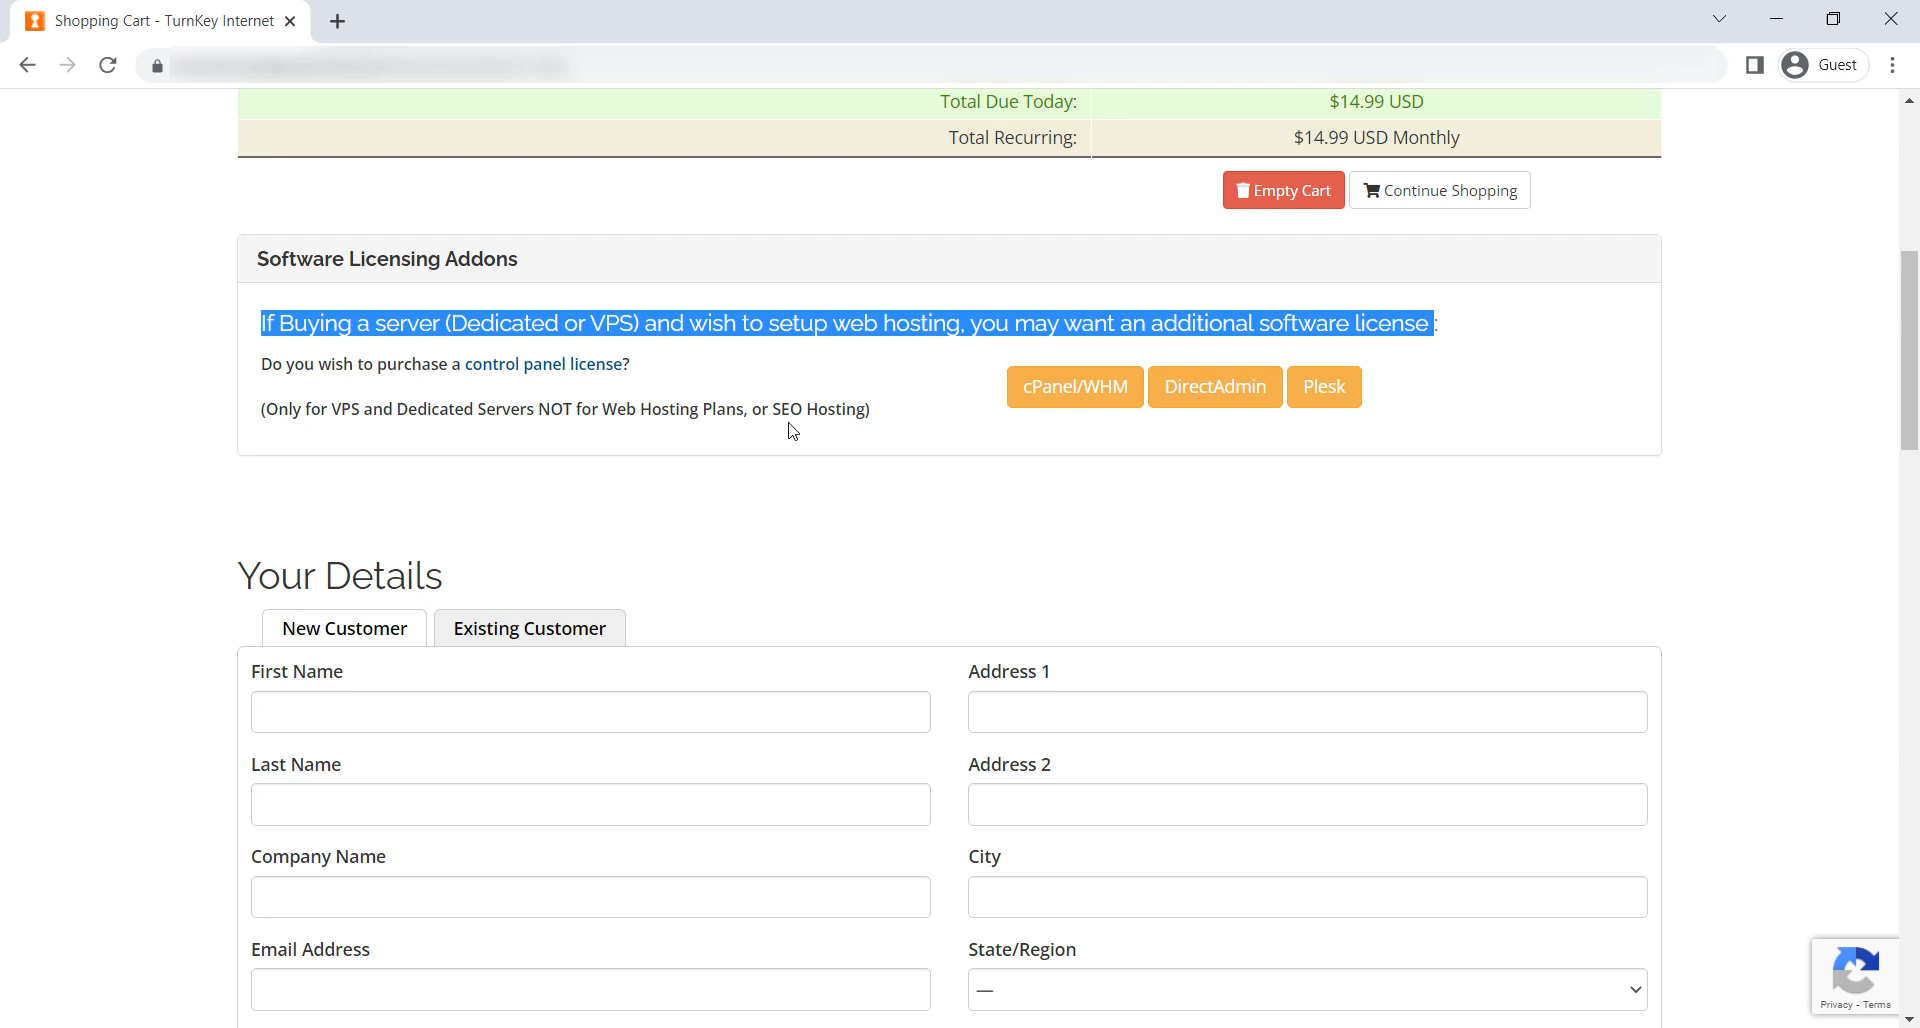 Shopping Cart - TurnKey Internet
Guest
Total Due Today: $14.99 USD
Total Recurring: $14.99 USD Monthly
Empty Cart Continue Shopping
Software Licensing Addons
If Buying a server (Dedicated or VPS) and wish to setup web hosting, you may want an additional software license:
Do you wish to purchase a control panel license?
cPanel/WHM DirectAdmin Plesk
(Only for VPS and Dedicated Servers NOT for Web Hosting Plans, or SEO Hosting)
Your Details
New Customer Existing Customer
First Name Address 1
Last Name Address 2
Company Name City
Email Address State/Region
—
Privacy - Terms